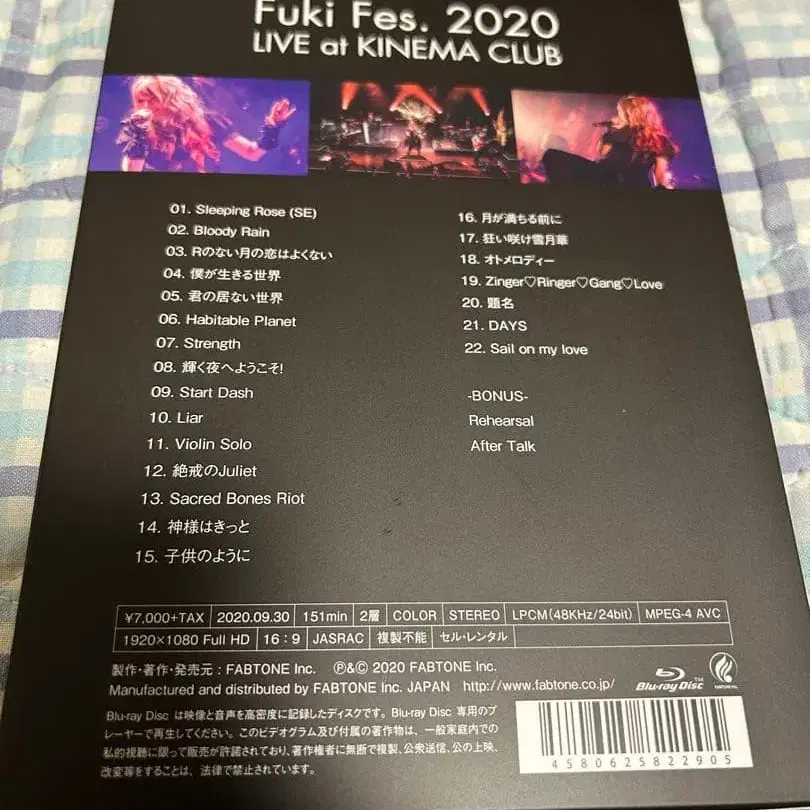 Fuki Fes. 2020
LIVE at KINEMA CLUB
01. Sleeping Rose (SE)
02. Bloody Rain
03. Rのない月の恋はよくない
04. 僕が生きる世界
05. 君の居ない世界
06. Habitable Planet
07. Strength
08. 輝く夜へようこそ!
09. Start Dash
10. Liar
11. Violin Solo
12. 絶戒のJuliet
13. Sacred Bones Riot
14. 神様はきっと
15. 子供のように
16. 月が満ちる前に
17. 狂い咲け雪月華
18. オトメロディー
19. Zinger♡Ringer♡Gang♡Love
20. 題名
21. DAYS
22. Sail on my love
-BONUS-
Rehearsal
After Talk
¥7,000+TAX 2020.09.30 151min 2層 COLOR STEREO LPCM(48KHz/24bit) MPEG-4 AVC
1920×1080 Full HD 16:9 JASRAC 複製不能 セル・レンタル
製作・著作・発売元:FABTONE Inc. ℗&© 2020 FABTONE Inc.
Manufactured and distributed by FABTONE Inc. JAPAN http://www.fabtone.co.jp/
Blu-ray Disc™
FABTONE INC.
Blu-ray Disc は映像と音声を高密度に記録したディスクです。Blu-ray Disc 専用のプ
レーヤーで再生してください。このビデオグラム及び付属の著作物は、一般家庭内での
私的視聴に限って販売が許諾されており、著作権者に無断で複製、公衆送信、公の上映、
改変等をすることは、法律で禁止されています。
4580625822905